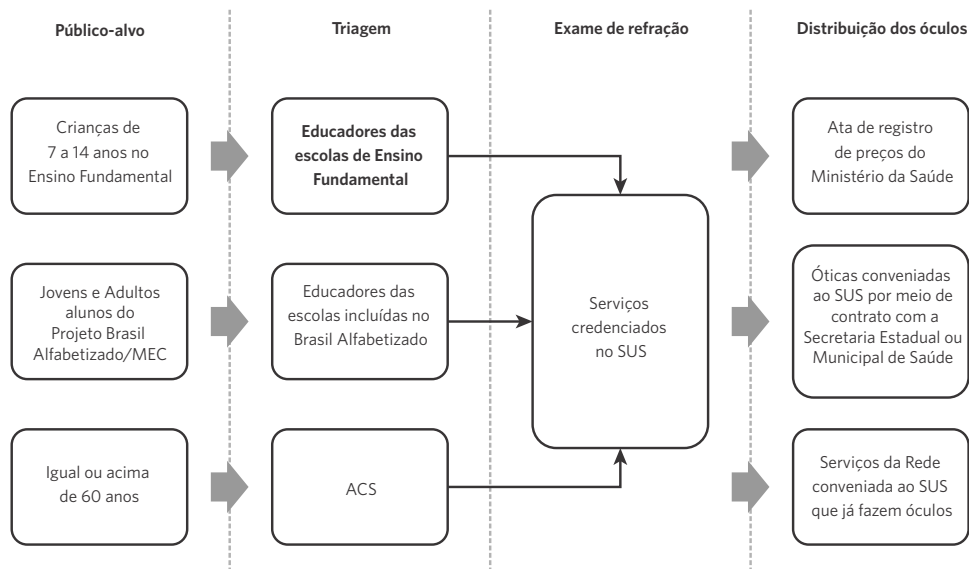 Público-alvo
Triagem
Exame de refração
Distribuição dos óculos
Crianças de
7 a 14 anos no
Ensino Fundamental
Educadores das
escolas de Ensino
Fundamental
Ata de registro
de preços do
Ministério da Saúde
Jovens e Adultos
alunos do
Projeto Brasil
Alfabetizado/MEC
Educadores das
escolas incluídas no
Brasil Alfabetizado
Serviços
credenciados
no SUS
Óticas conveniadas
ao SUS por meio de
contrato com a
Secretaria Estadual ou
Municipal de Saúde
Igual ou acima
de 60 anos
ACS
Serviços da Rede
conveniada ao SUS
que já fazem óculos